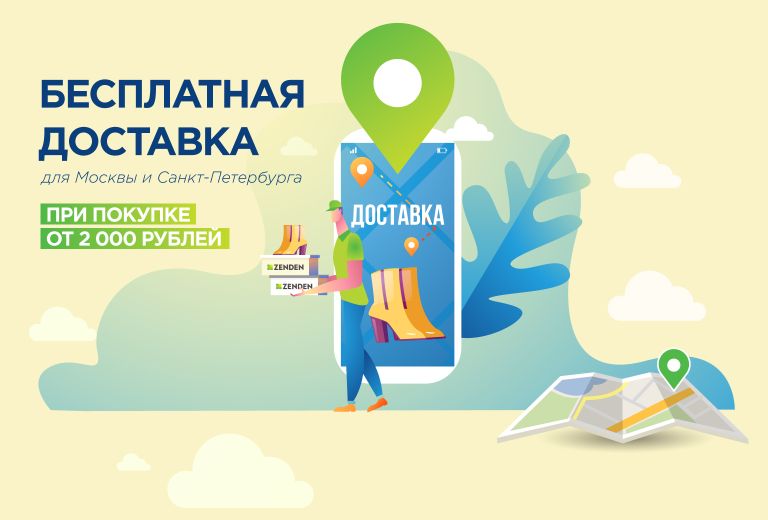 БЕСПЛАТНАЯ
ДОСТАВКА
для Москвы и Санкт-Петербурга
ПРИ ПОКУПКЕ
ОТ 2 000 РУБЛЕЙ
ДОСТАВКА
ZENDEN
ZENDEN